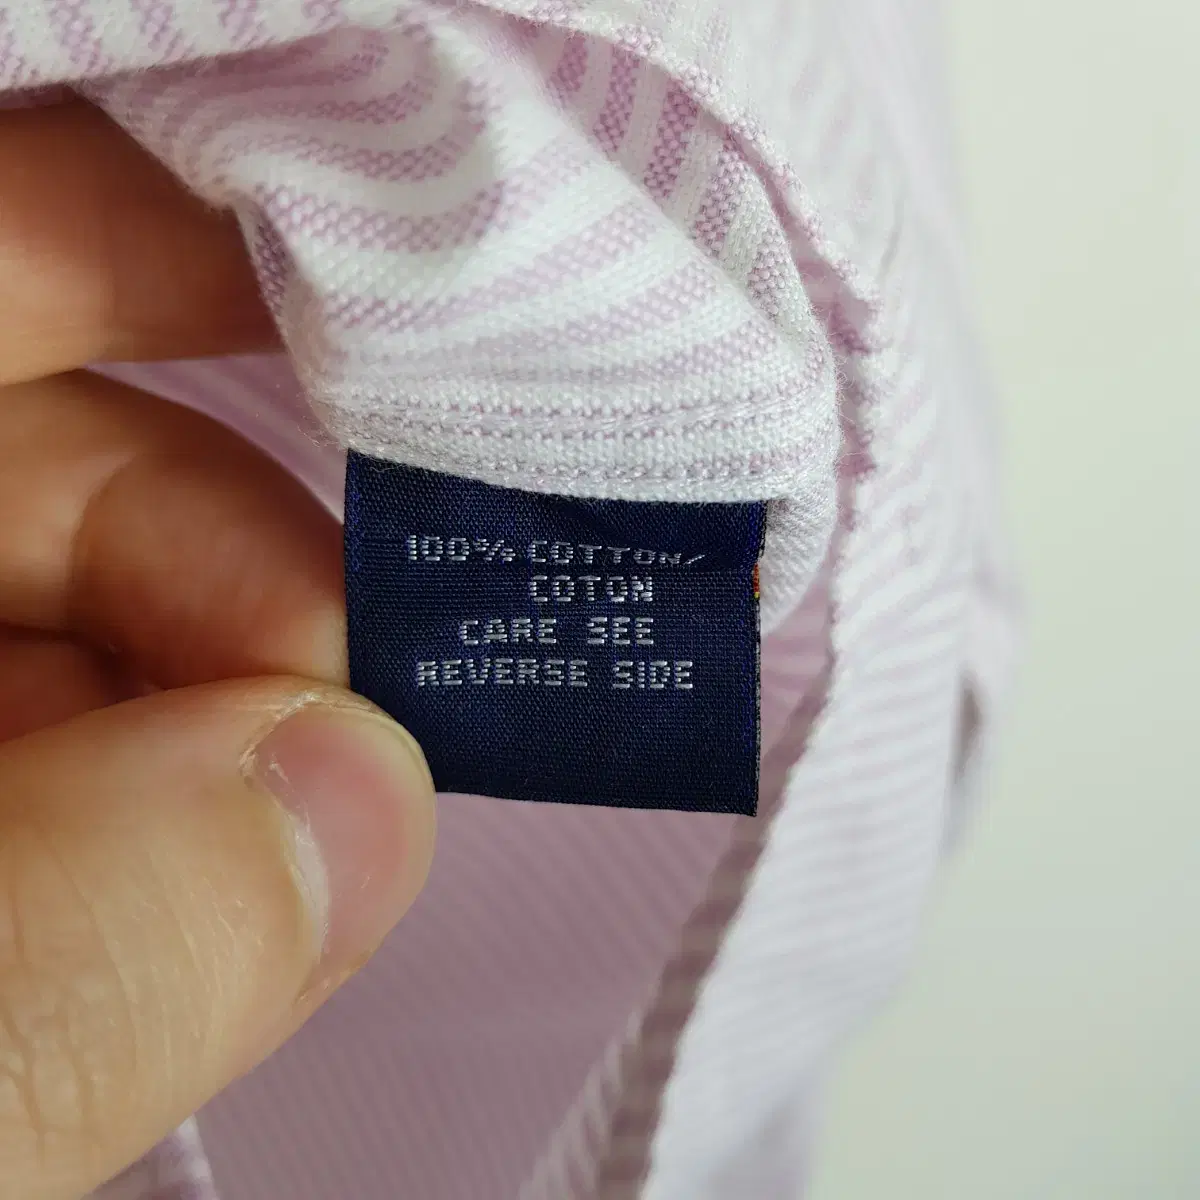 100% COTTON/
COTON
CARE SEE
REVERSE SIDE